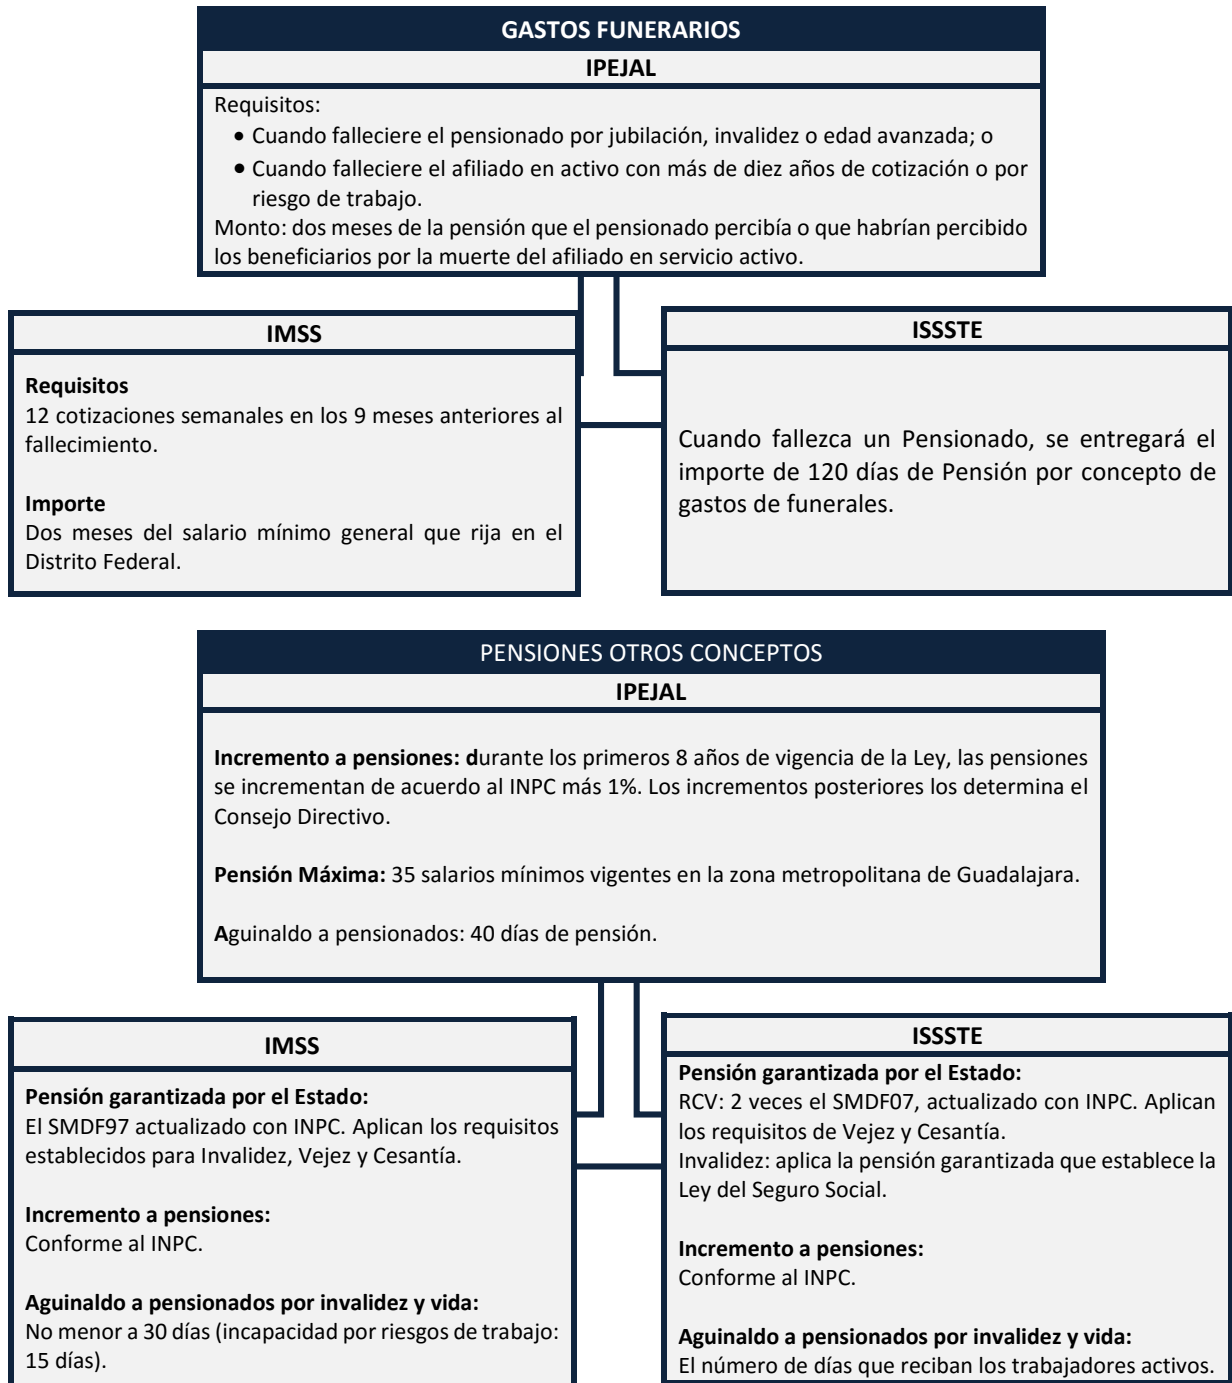 GASTOS FUNERARIOS
IPEJAL
Requisitos:
• Cuando falleciere el pensionado por jubilación, invalidez o edad avanzada; o
• Cuando falleciere el afiliado en activo con más de diez años de cotización o por
riesgo de trabajo.
Monto: dos meses de la pensión que el pensionado percibía o que habrían percibido
los beneficiarios por la muerte del afiliado en servicio activo.
IMSS
Requisitos
12 cotizaciones semanales en los 9 meses anteriores al
fallecimiento.
Importe
Dos meses del salario mínimo general que rija en el
Distrito Federal.
ISSSTE
Cuando fallezca un Pensionado, se entregará el
importe de 120 días de Pensión por concepto de
gastos de funerales.
PENSIONES OTROS CONCEPTOS
IPEJAL
Incremento a pensiones: durante los primeros 8 años de vigencia de la Ley, las pensiones
se incrementan de acuerdo al INPC más 1%. Los incrementos posteriores los determina el
Consejo Directivo.
Pensión Máxima: 35 salarios mínimos vigentes en la zona metropolitana de Guadalajara.
Aguinaldo a pensionados: 40 días de pensión.
IMSS
Pensión garantizada por el Estado:
El SMDF97 actualizado con INPC. Aplican los requisitos
establecidos para Invalidez, Vejez y Cesantía.
Incremento a pensiones:
Conforme al INPC.
Aguinaldo a pensionados por invalidez y vida:
No menor a 30 días (incapacidad por riesgos de trabajo:
15 días).
ISSSTE
Pensión garantizada por el Estado:
RCV: 2 veces el SMDF07, actualizado con INPC. Aplican
los requisitos de Vejez y Cesantía.
Invalidez: aplica la pensión garantizada que establece la
Ley del Seguro Social.
Incremento a pensiones:
Conforme al INPC.
Aguinaldo a pensionados por invalidez y vida:
El número de días que reciban los trabajadores activos.